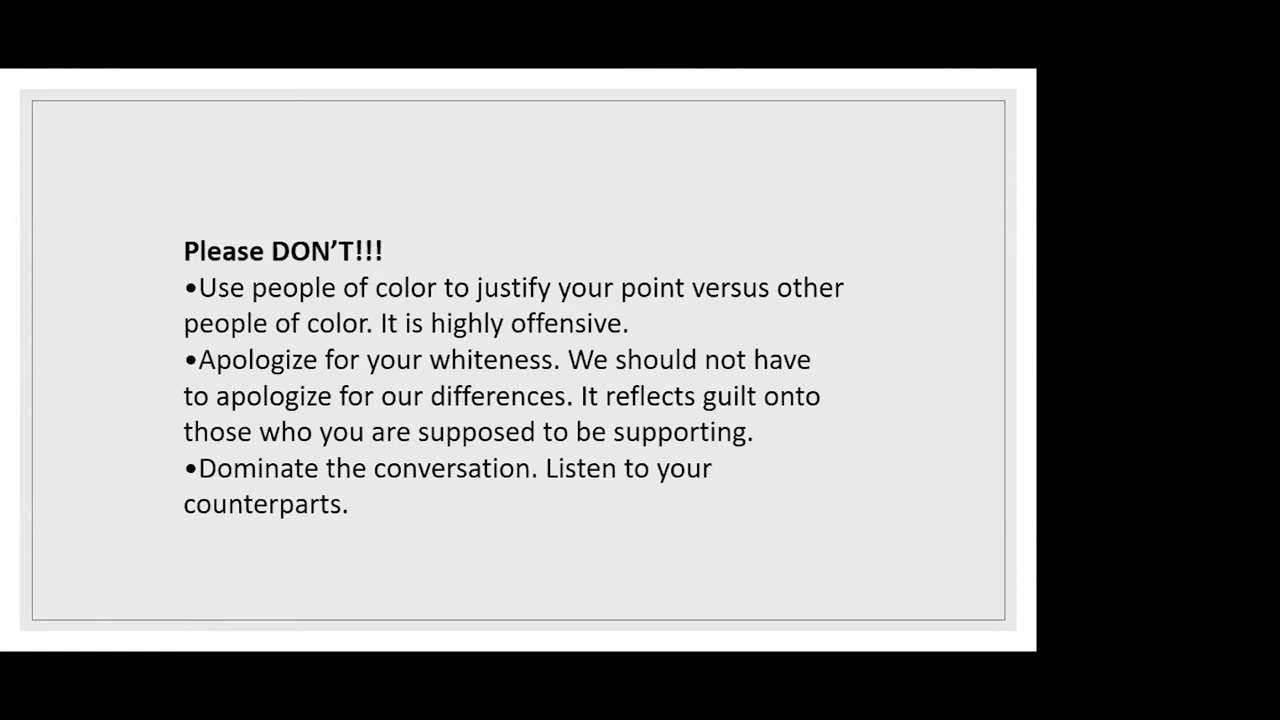 Please DON’T!!!
•Use people of color to justify your point versus other
people of color. It is highly offensive.
•Apologize for your whiteness. We should not have
to apologize for our differences. It reflects guilt onto
those who you are supposed to be supporting.
•Dominate the conversation. Listen to your
counterparts.